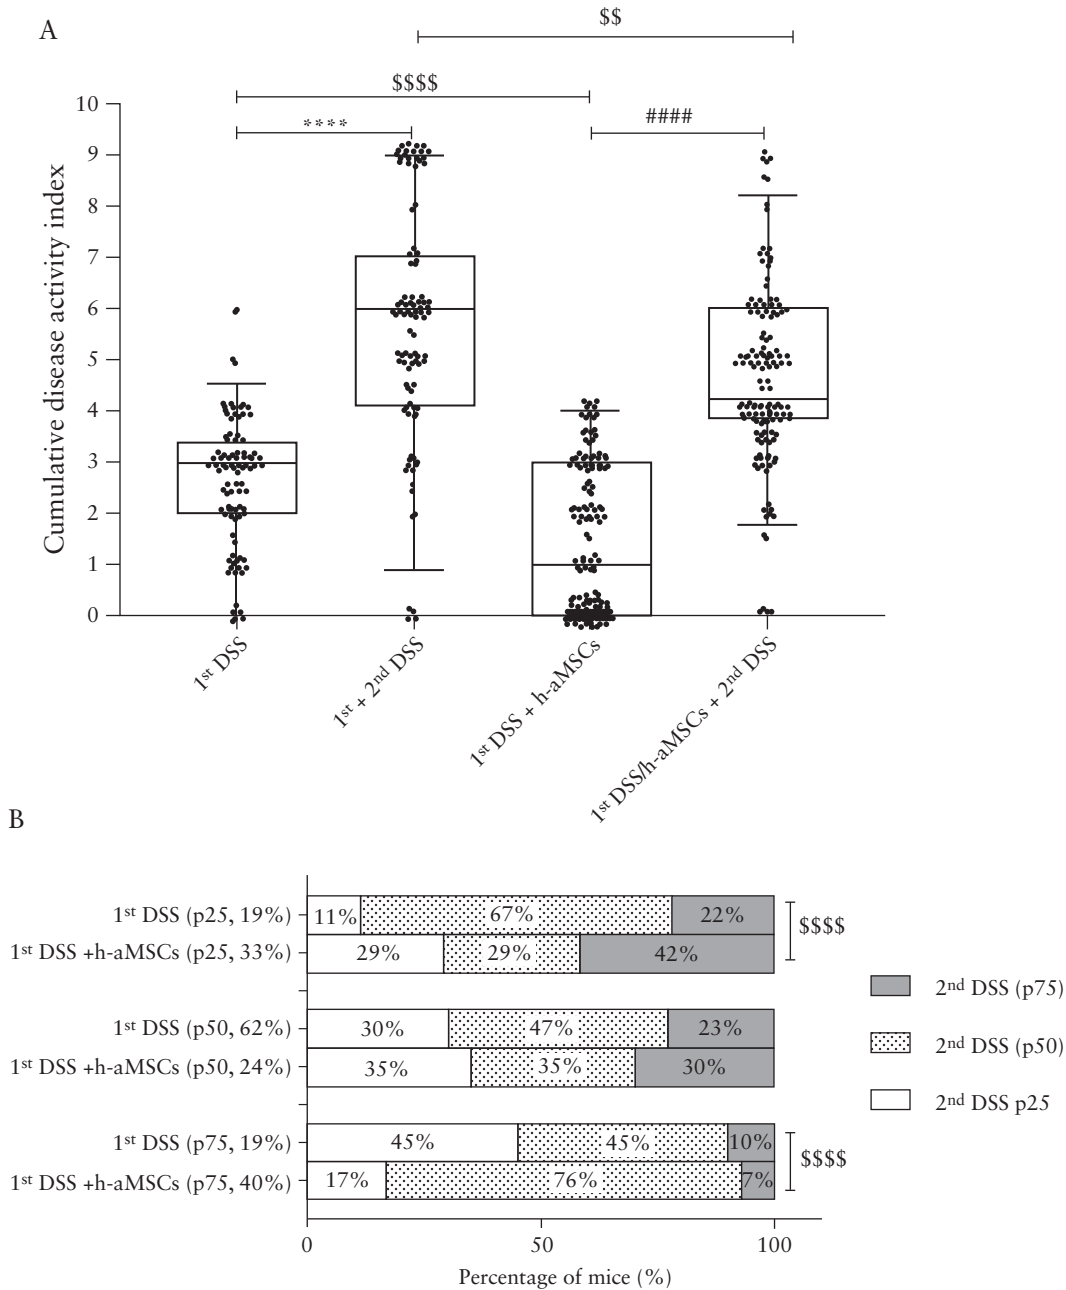 A
$$
$$$$
****
####
Cumulative disease activity index
10
9
8
7
6
5
4
3
2
1
0
1st DSS
1st + 2nd DSS
1st DSS + h-aMSCs
1st DSS/h-aMSCs + 2nd DSS
B
1st DSS (p25, 19%) 11% 67% 22%
1st DSS +h-aMSCs (p25, 33%) 29% 29% 42%
$$$$
1st DSS (p50, 62%) 30% 47% 23%
1st DSS +h-aMSCs (p50, 24%) 35% 35% 30%
1st DSS (p75, 19%) 45% 45% 10%
1st DSS +h-aMSCs (p75, 40%) 17% 76% 7%
$$$$
2nd DSS (p75)
2nd DSS (p50)
2nd DSS p25
0 50 100
Percentage of mice (%)